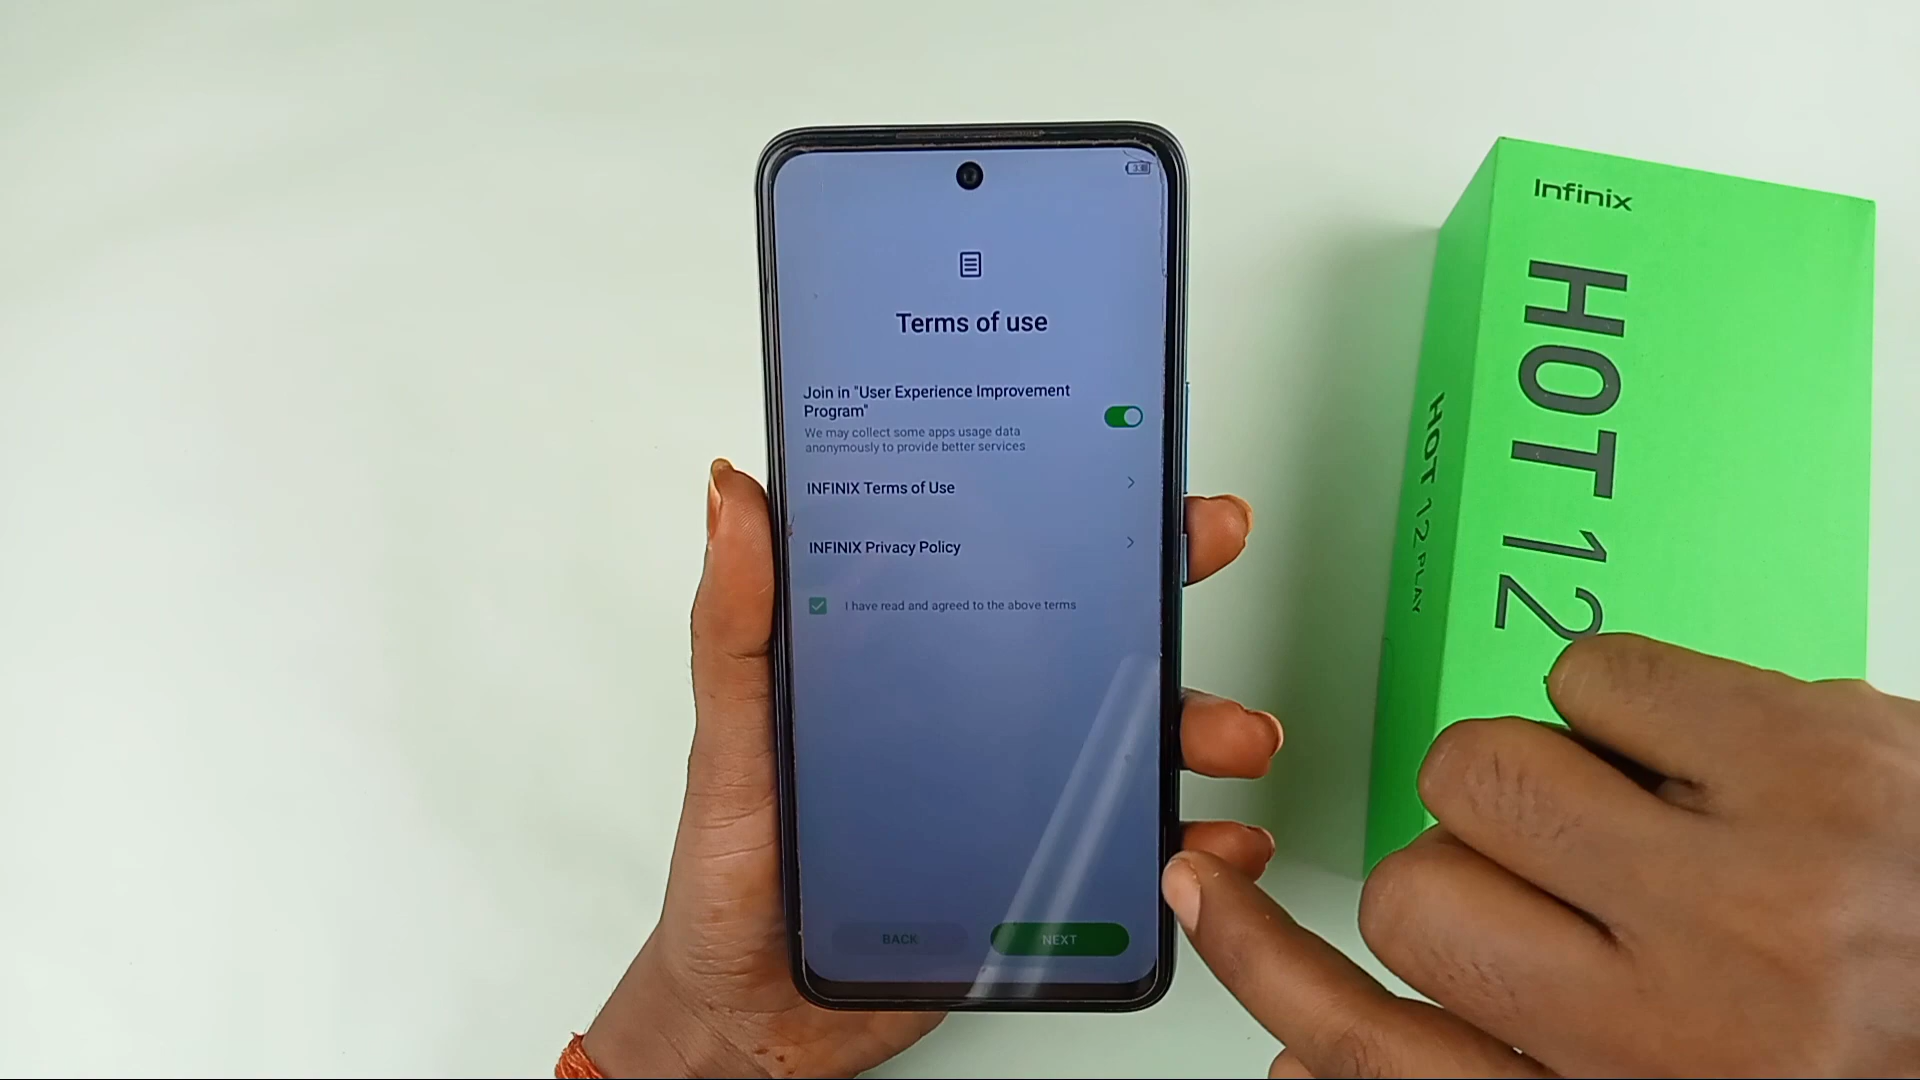 Terms of use
Join in "User Experience Improvement
Program"
We may collect some apps usage data
anonymously to provide better services
INFINIX Terms of Use
INFINIX Privacy Policy
I have read and agreed to the above terms
BACK
NEXT
Infinix
HOT 12
HOT 12 PLAY